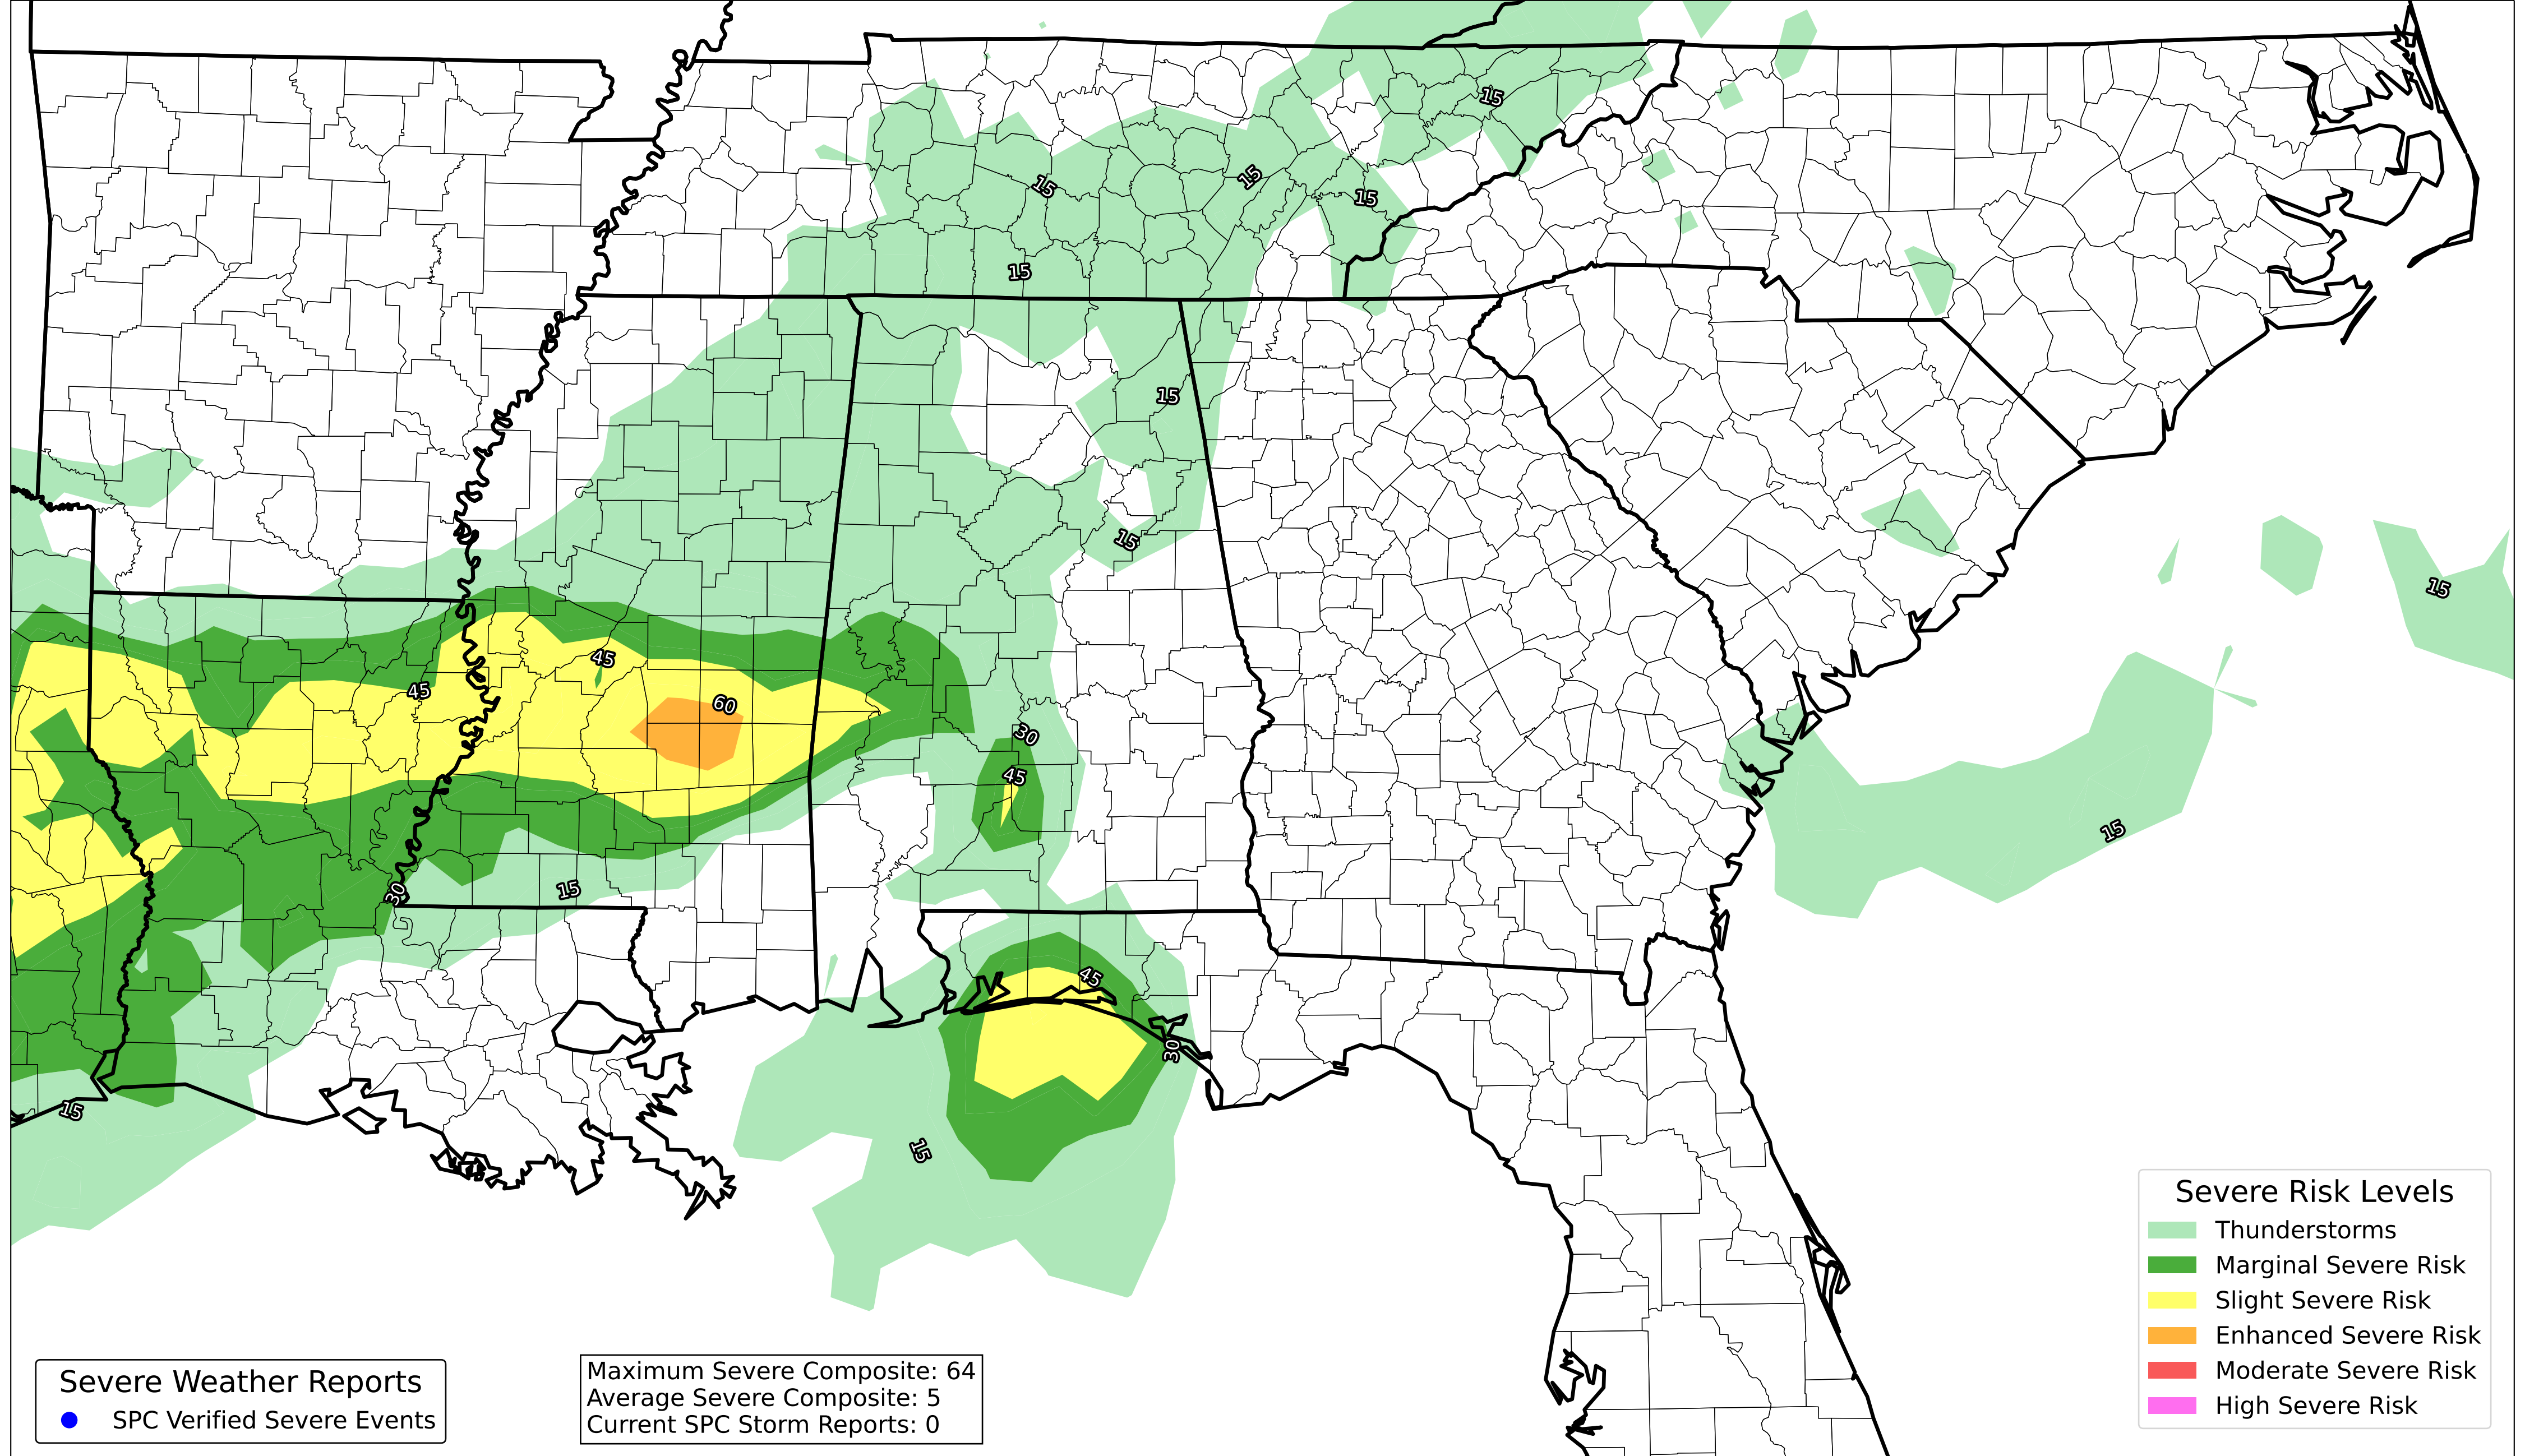 15
15
15
15
15
15
15
45
45
60
30
45
15
30
15
15
45
30
15
15
Severe Risk Levels
Thunderstorms
Marginal Severe Risk
Slight Severe Risk
Enhanced Severe Risk
Moderate Severe Risk
High Severe Risk
Severe Weather Reports
SPC Verified Severe Events
Maximum Severe Composite: 64
Average Severe Composite: 5
Current SPC Storm Reports: 0